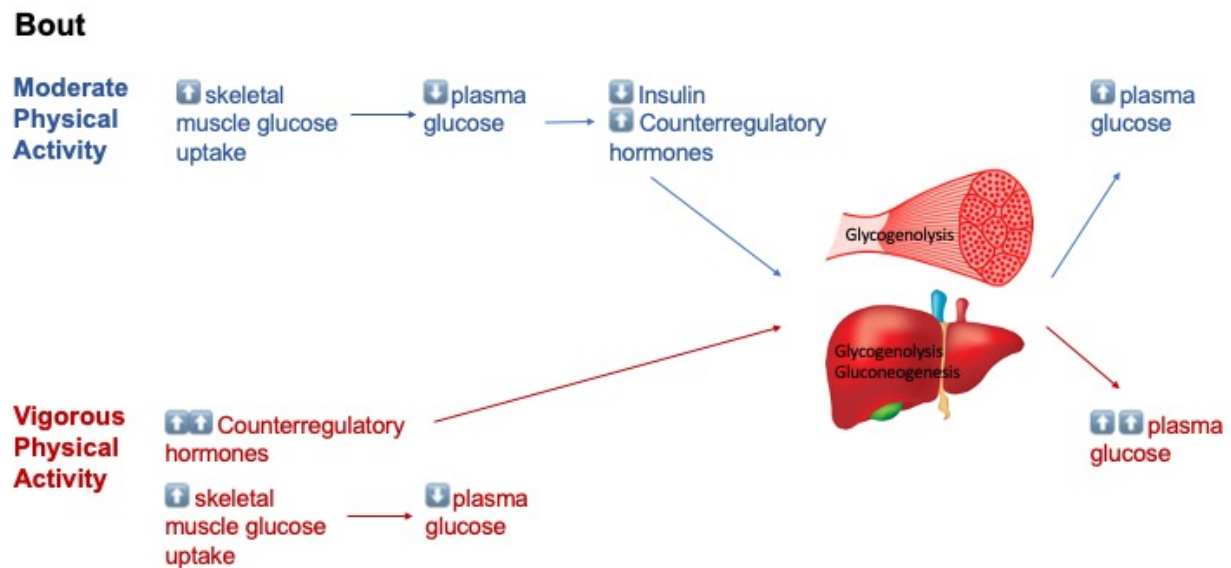 Bout
Moderate
Physical
Activity
⬆ skeletal
muscle glucose
uptake
⬇ plasma
glucose
⬇ Insulin
⬆ Counterregulatory
hormones
⬆ plasma
glucose
Glycogenolysis
Glycogenolysis
Gluconeogenesis
Vigorous
Physical
Activity
⬆⬆ Counterregulatory
hormones
⬆ skeletal
muscle glucose
uptake
⬇ plasma
glucose
⬆⬆ plasma
glucose